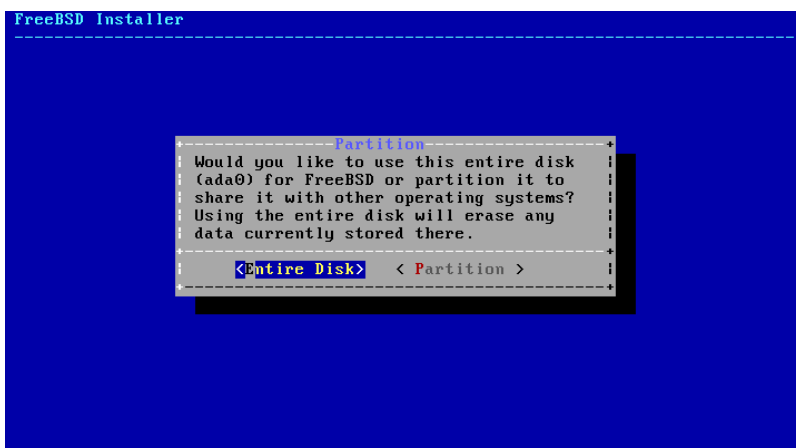 FreeBSD Installer
Partition
Would you like to use this entire disk
(ada0) for FreeBSD or partition it to
share it with other operating systems?
Using the entire disk will erase any
data currently stored there.
<Entire Disk> < Partition >